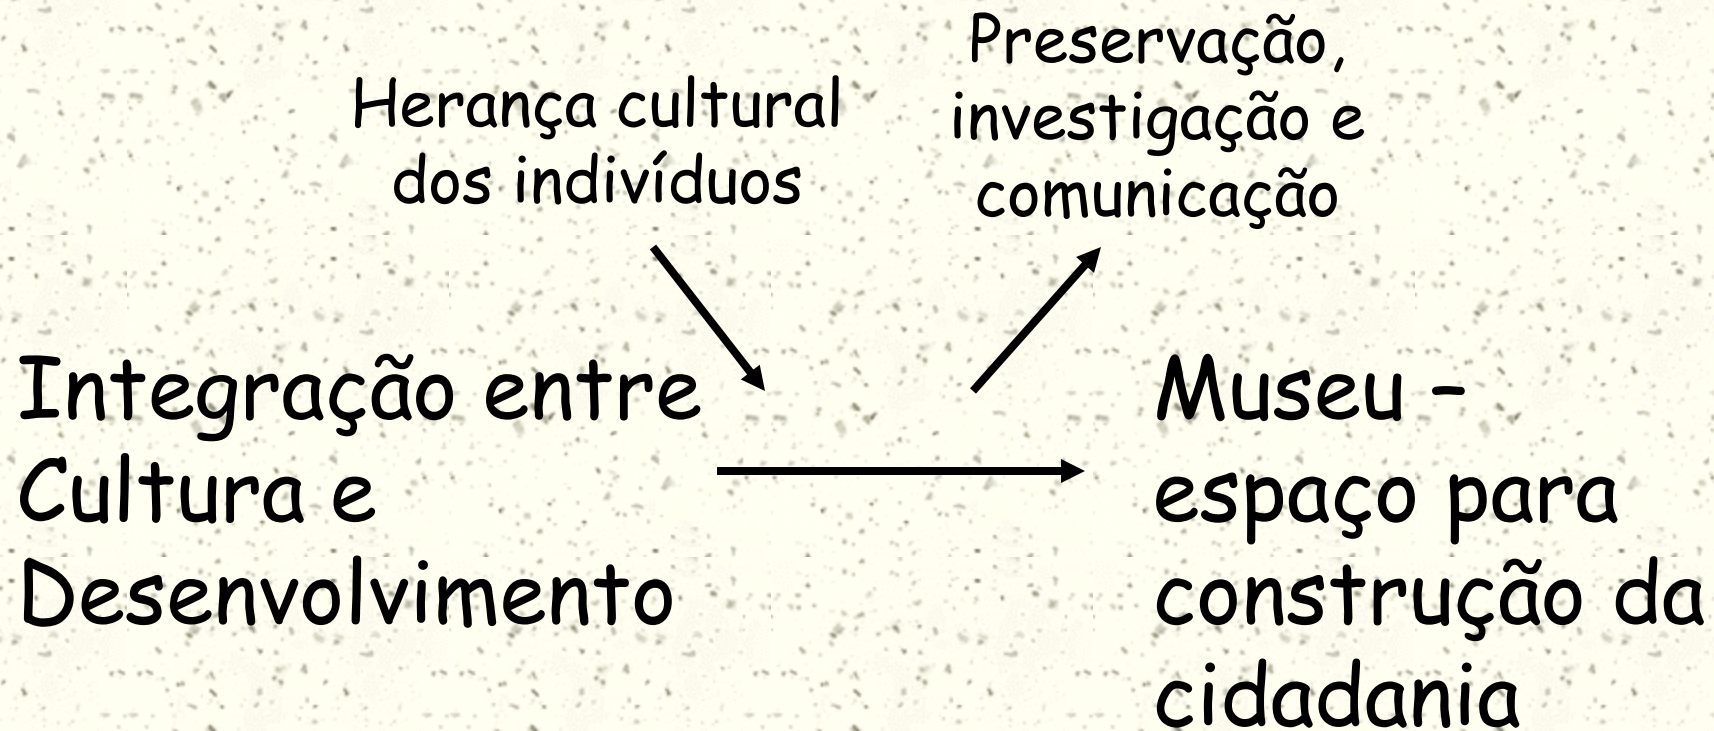 Herança cultural
dos indivíduos
Preservação,
investigação e
comunicação
Integração entre
Cultura e
Desenvolvimento
Museu –
espaço para
construção da
cidadania